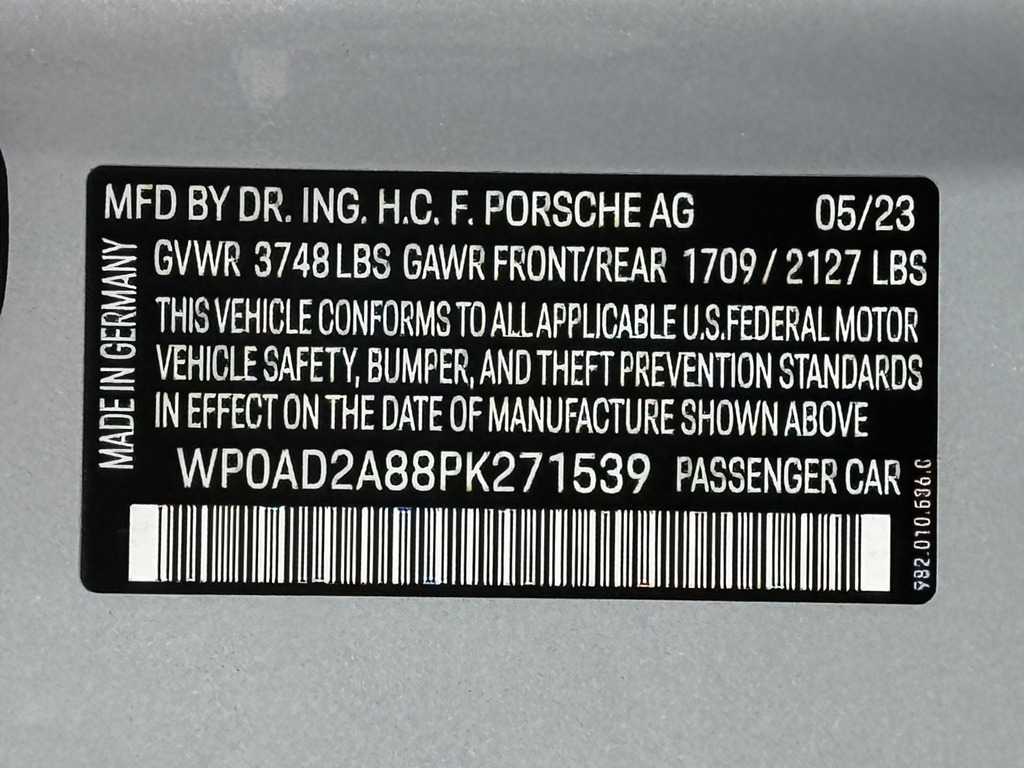 MFD BY DR. ING. H.C. F. PORSCHE AG 05/23
GVWR 3748 LBS GAWR FRONT/REAR 1709 / 2127 LBS
THIS VEHICLE CONFORMS TO ALL APPLICABLE U.S.FEDERAL MOTOR
VEHICLE SAFETY, BUMPER, AND THEFT PREVENTION STANDARDS
IN EFFECT ON THE DATE OF MANUFACTURE SHOWN ABOVE
WP0AD2A88PK271539 PASSENGER CAR
MADE IN GERMANY
982.010.636.G